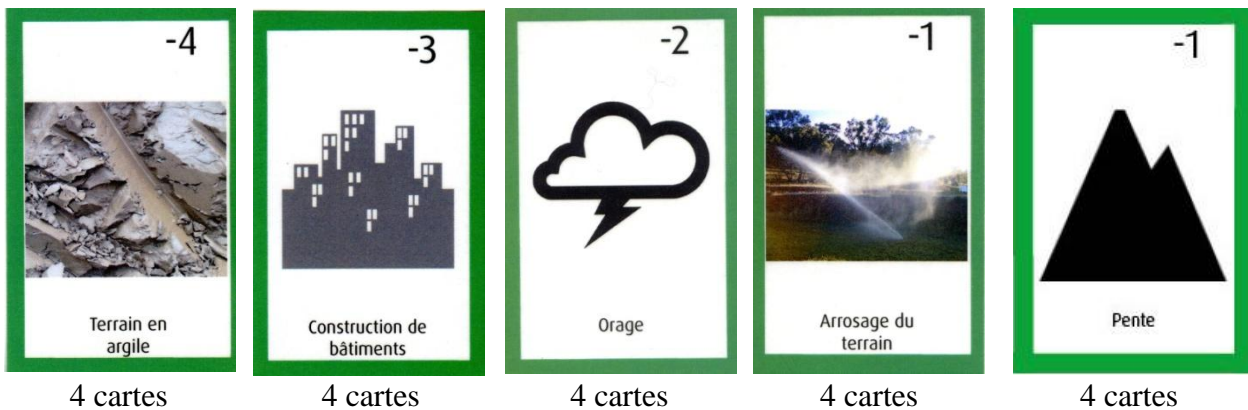 -4
Terrain en
argile
4 cartes
-3
Construction de
bâtiments
4 cartes
-2
Orage
4 cartes
-1
Arrosage du
terrain
4 cartes
-1
Pente
4 cartes